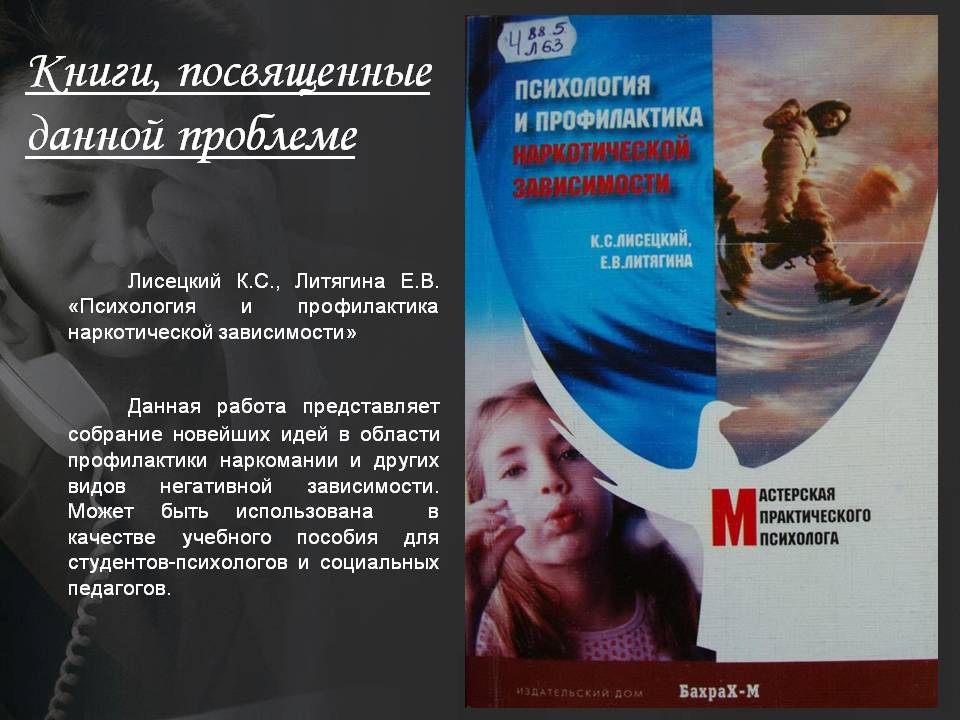 Книги, посвященные
данной проблеме
Лисецкий К.С., Литягина Е.В.
«Психология и профилактика
наркотической зависимости»
Данная работа представляет
собрание новейших идей в области
профилактики наркомании и других
видов негативной зависимости.
Может быть использована в
качестве учебного пособия для
студентов-психологов и социальных
педагогов.
Ч 88.5
Л63
ПСИХОЛОГИЯ
И ПРОФИЛАКТИКА
НАРКОТИЧЕСКОЙ
ЗАВИСИМОСТИ
К.С.ЛИСЕЦКИЙ,
Е.В.ЛИТЯГИНА
МАСТЕРСКАЯ
ПРАКТИЧЕСКОГО
ПСИХОЛОГА
ИЗДАТЕЛЬСКИЙ ДОМ БахраХ-М